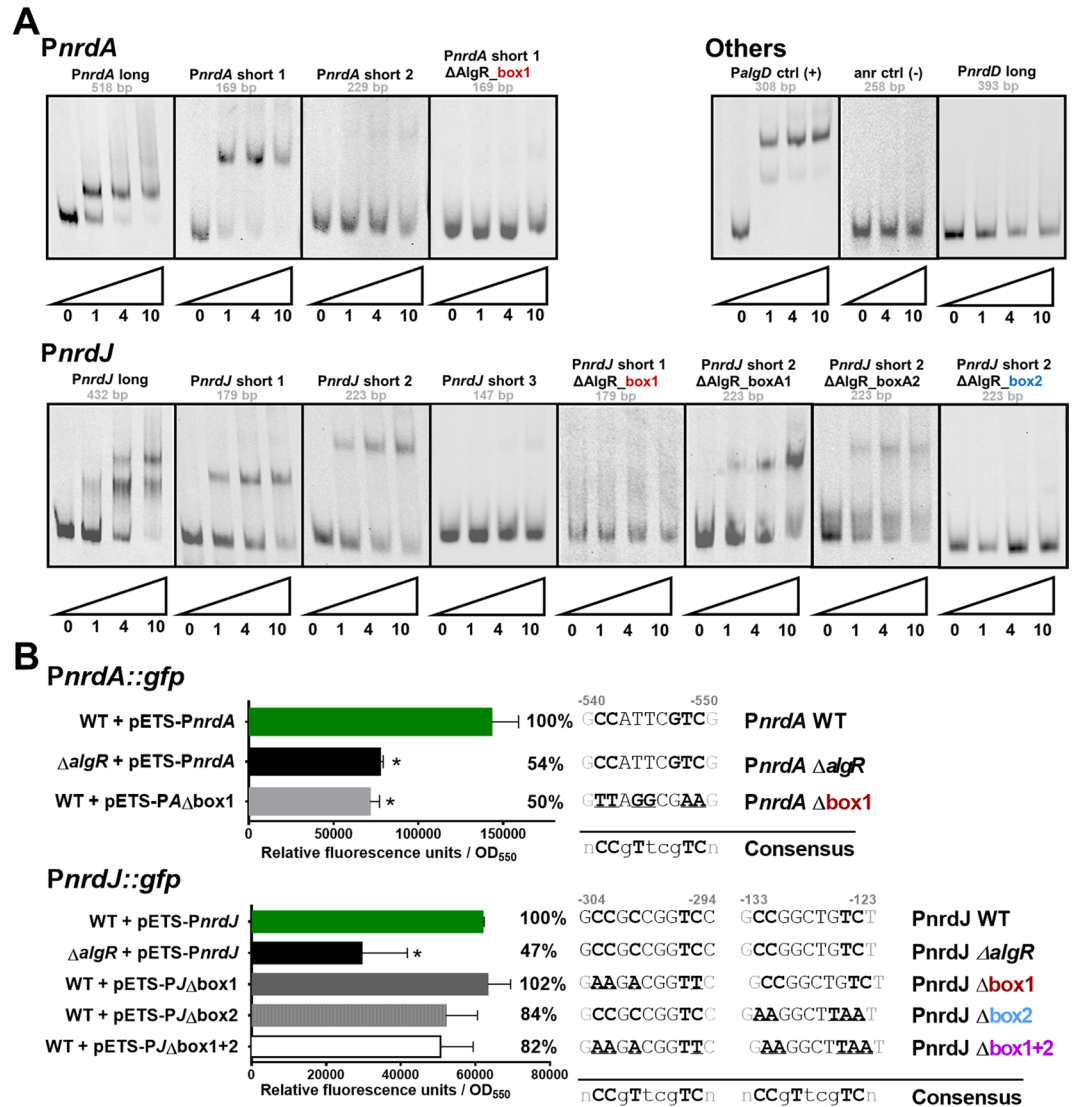 A
PnrdA
Others
PnrdA long
518 bp
PnrdA short 1
169 bp
PnrdA short 2
229 bp
PnrdA short 1
ΔAlgR_box1
169 bp
PalgD ctrl (+)
308 bp
anr ctrl (-)
258 bp
PnrdD long
393 bp
0 1 4 10
0 1 4 10
0 1 4 10
0 1 4 10
0 1 4 10
0 4 10
0 1 4 10
PnrdJ
PnrdJ long
432 bp
PnrdJ short 1
179 bp
PnrdJ short 2
223 bp
PnrdJ short 3
147 bp
PnrdJ short 1
ΔAlgR_box1
179 bp
PnrdJ short 2
ΔAlgR_boxA1
223 bp
PnrdJ short 2
ΔAlgR_boxA2
223 bp
PnrdJ short 2
ΔAlgR_box2
223 bp
0 1 4 10
0 1 4 10
0 1 4 10
0 1 4 10
0 1 4 10
0 1 4 10
0 1 4 10
0 1 4 10
B
PnrdA::gfp
-540 -550
WT + pETS-PnrdA 100% GCCATTCGTCG PnrdA WT
ΔalgR + pETS-PnrdA * 54% GCCATTCGTCG PnrdA ΔalgR
WT + pETS-PAΔbox1 * 50% GTTAGGCGAAG PnrdA Δbox1
0 50000 100000 150000
Relative fluorescence units / OD550
nCCgTtcgTCn Consensus
PnrdJ::gfp
-304 -294 -133 -123
WT + pETS-PnrdJ 100% GCCGCCGGTCC GCCGGCTGTCT PnrdJ WT
ΔalgR + pETS-PnrdJ * 47% GCCGCCGGTCC GCCGGCTGTCT PnrdJ ΔalgR
WT + pETS-PJΔbox1 102% GAAGACGGTTC GCCGGCTGTCT PnrdJ Δbox1
WT + pETS-PJΔbox2 84% GCCGCCGGTCC GAAGGCTTAAT PnrdJ Δbox2
WT + pETS-PJΔbox1+2 82% GAAGACGGTTC GAAGGCTTAAT PnrdJ Δbox1+2
0 20000 40000 60000 80000
Relative fluorescence units / OD550
nCCgTtcgTCn nCCgTtcgTCn Consensus